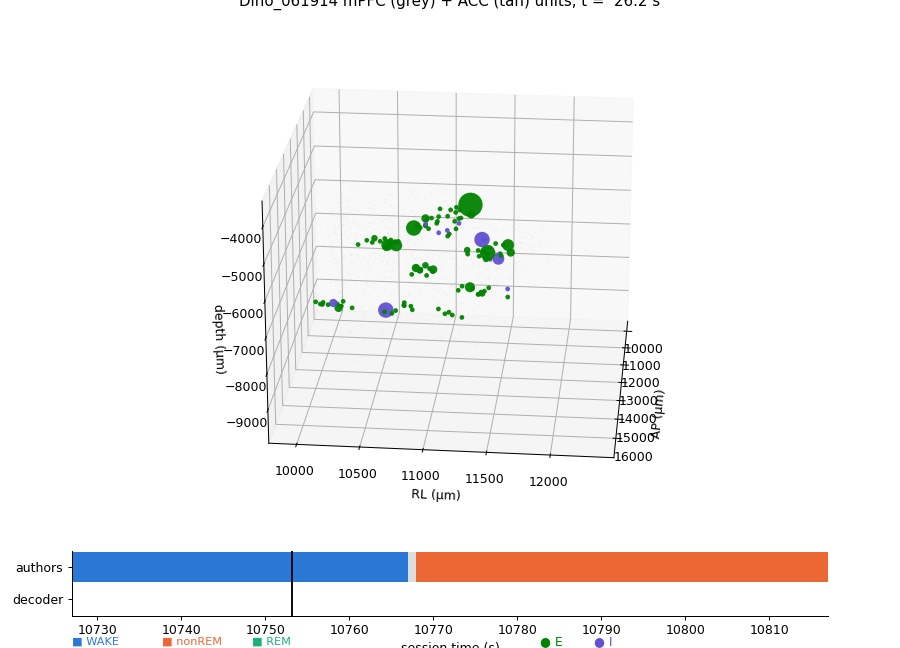 Dino_061914 mPFC (grey) + ACC (tan) units, t = 26.2 s
−4000
−5000
−6000
−7000
−8000
−9000
depth (μm)
10000
11000
12000
13000
14000
15000
16000
AP (μm)
10000
10500
11000
11500
12000
RL (μm)
authors
decoder
10730
10740
10750
10760
10770
10780
10790
10800
10810
WAKE
nonREM
REM
session time (s)
E
I